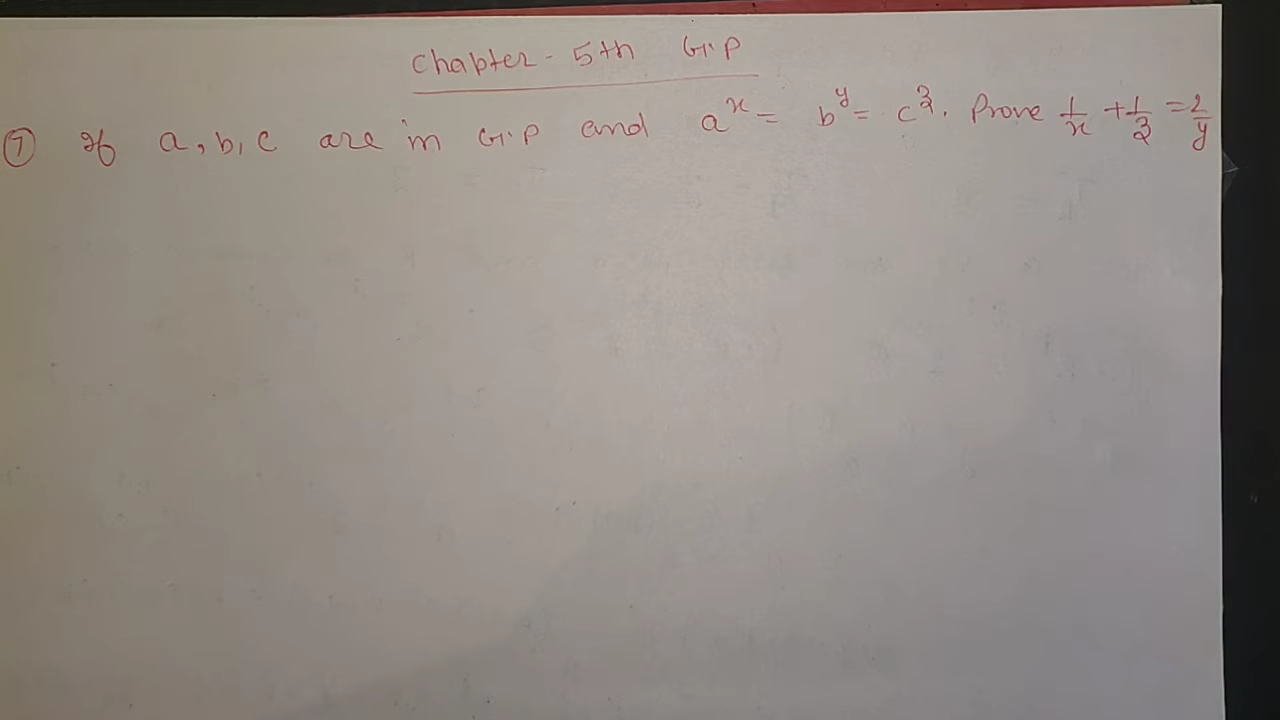 Chapter - 5th G.P
⑦ If a, b, c are in G.P and a^x = b^y = c^z. Prove 1/x + 1/z = 2/y